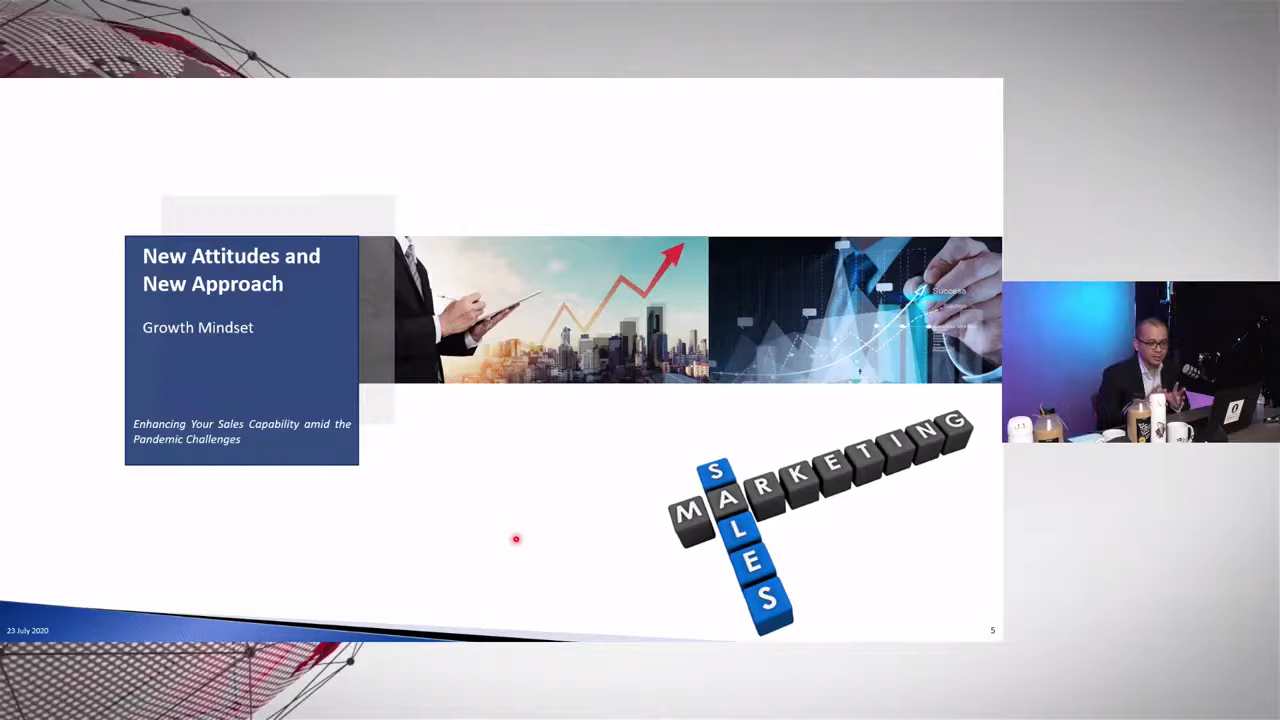 New Attitudes and
New Approach
Growth Mindset
Enhancing Your Sales Capability amid the
Pandemic Challenges
Success
MARKETING
SALES
23 July 2020
5